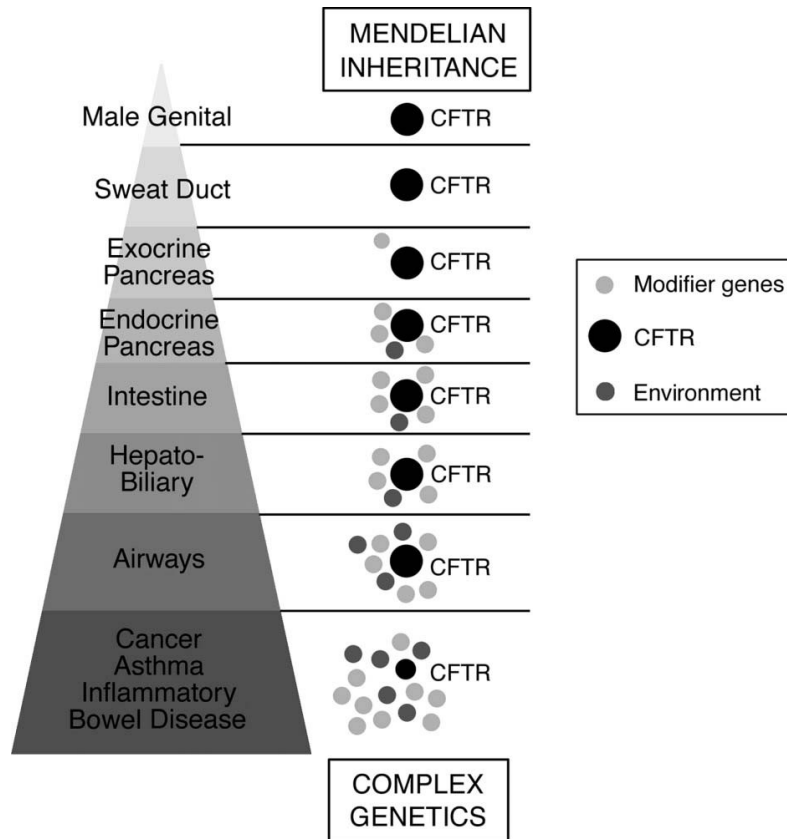 MENDELIAN
INHERITANCE
Male Genital
CFTR
Sweat Duct
CFTR
Exocrine
Pancreas
CFTR
Endocrine
Pancreas
CFTR
Intestine
CFTR
Hepato-
Biliary
CFTR
Airways
CFTR
Cancer
Asthma
Inflammatory
Bowel Disease
CFTR
COMPLEX
GENETICS
Modifier genes
CFTR
Environment